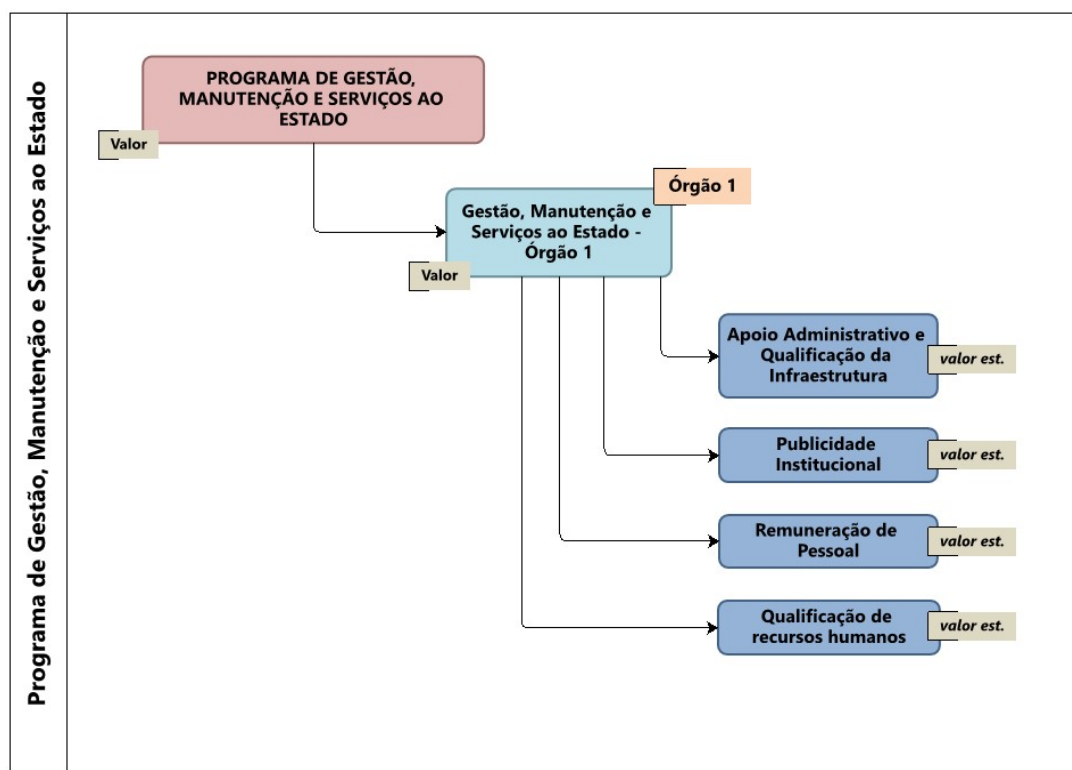 Programa de Gestão, Manutenção e Serviços ao Estado
PROGRAMA DE GESTÃO,
MANUTENÇÃO E SERVIÇOS AO
ESTADO
Valor
Órgão 1
Gestão, Manutenção e
Serviços ao Estado -
Órgão 1
Valor
Apoio Administrativo e
Qualificação da
Infraestrutura
valor est.
Publicidade
Institucional
valor est.
Remuneração de
Pessoal
valor est.
Qualificação de
recursos humanos
valor est.